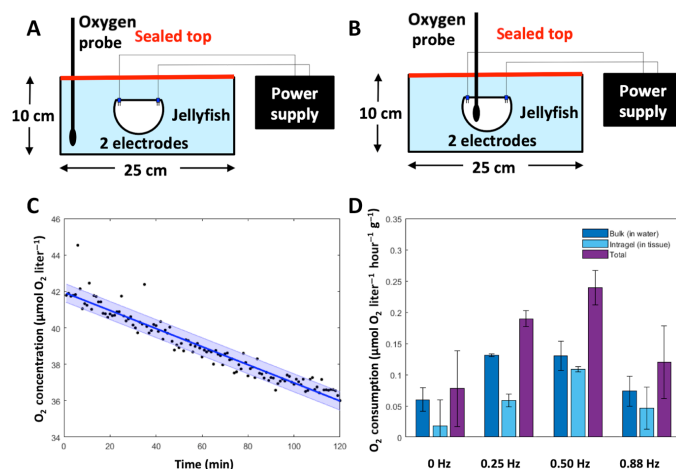 A
Oxygen
probe
Sealed top
10 cm
Jellyfish
2 electrodes
25 cm
Power
supply
B
Oxygen
probe
Sealed top
10 cm
Jellyfish
2 electrodes
25 cm
Power
supply
C
O₂ concentration (μmol O₂ liter⁻¹)
46
44
42
40
38
36
34
0
20
40
60
80
100
120
Time (min)
D
O₂ consumption (μmol O₂ liter⁻¹ hour⁻¹ g⁻¹)
0.35
0.3
0.25
0.2
0.15
0.1
0.05
0
Bulk (in water)
Intragel (in tissue)
Total
0 Hz
0.25 Hz
0.50 Hz
0.88 Hz